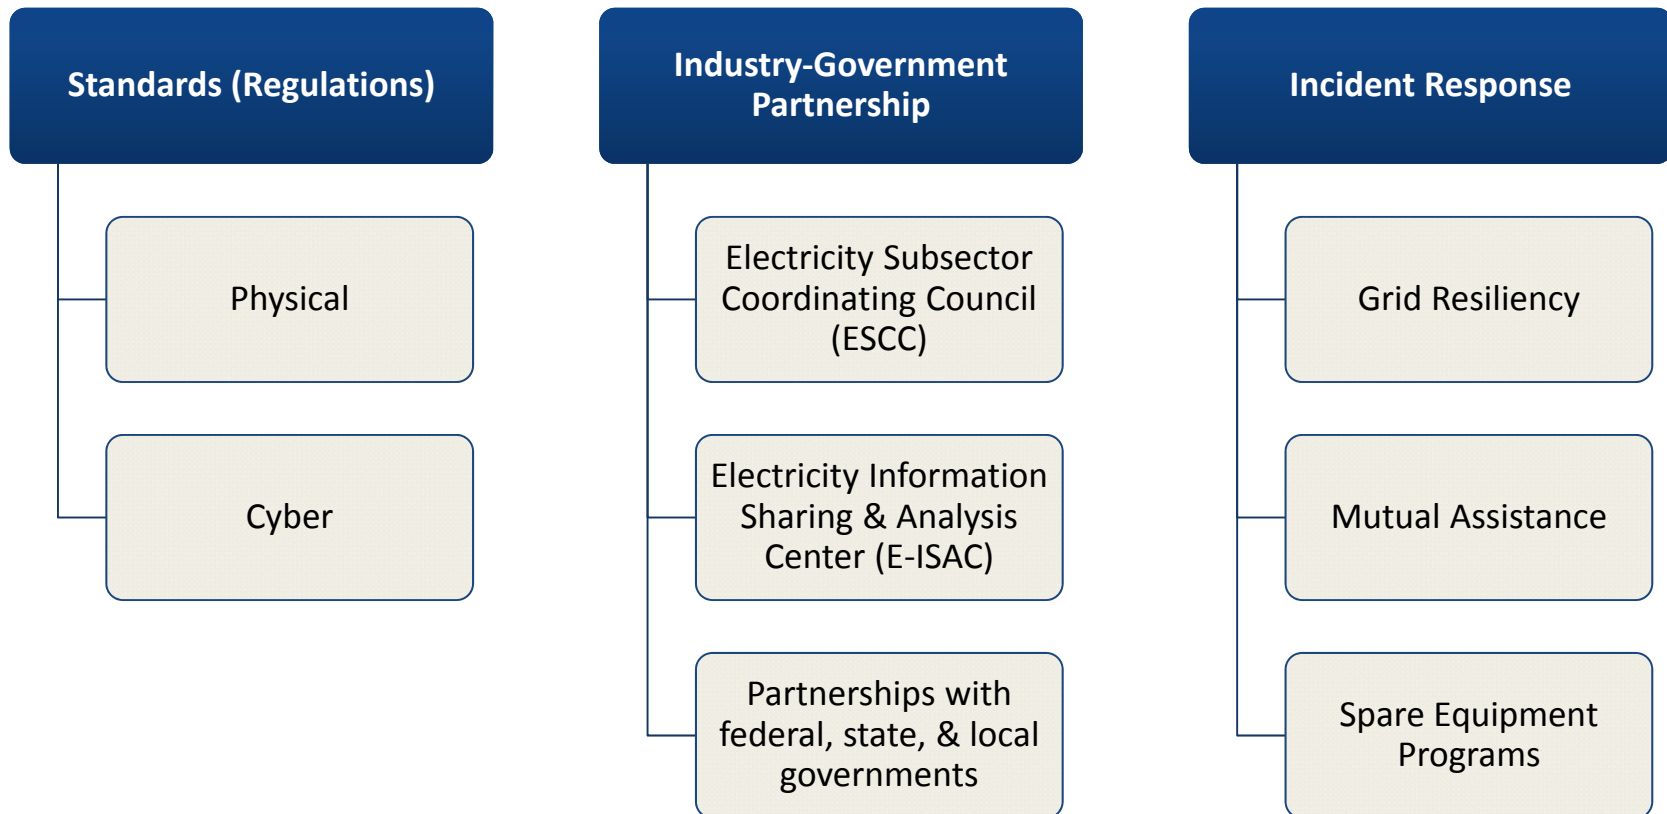 Standards (Regulations)
Physical
Cyber
Industry-Government
Partnership
Electricity Subsector
Coordinating Council
(ESCC)
Electricity Information
Sharing & Analysis
Center (E-ISAC)
Partnerships with
federal, state, & local
governments
Incident Response
Grid Resiliency
Mutual Assistance
Spare Equipment
Programs